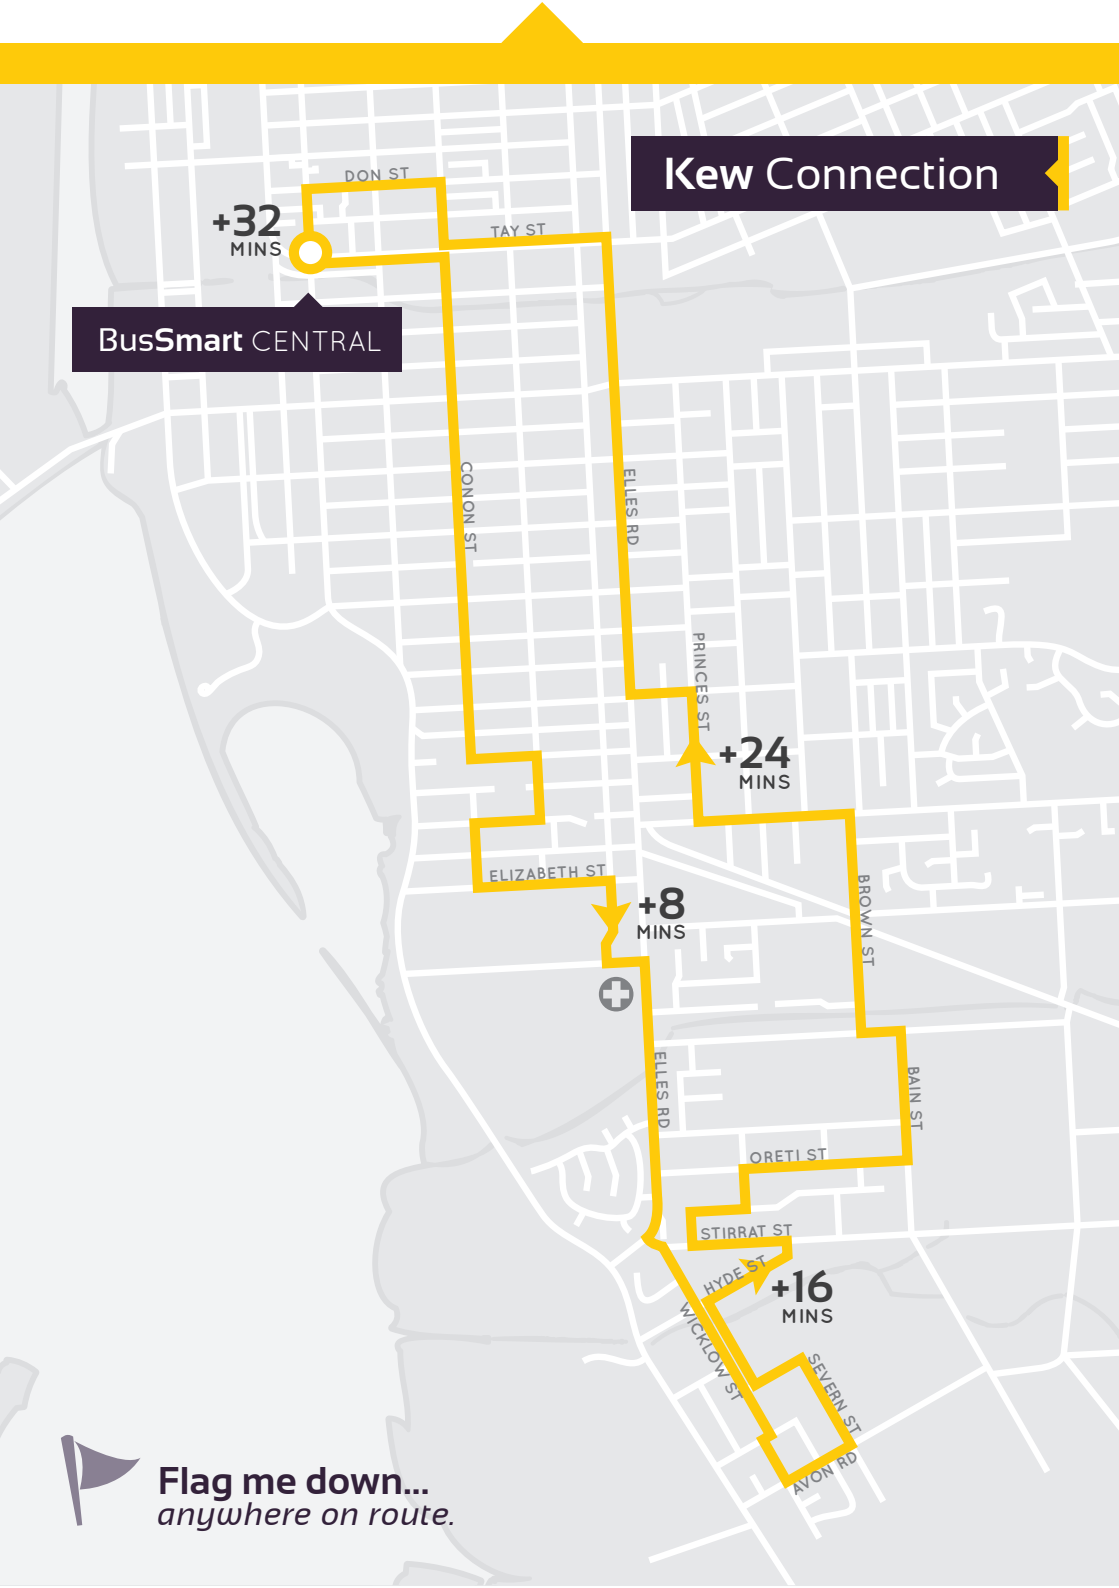 Kew Connection
DON ST
TAY ST
+32
MINS
BusSmart CENTRAL
CONON ST
ELLES RD
PRINCES ST
+24
MINS
ELIZABETH ST
+8
MINS
BROWN ST
ELLES RD
BAIN ST
ORETI ST
STIRRAT ST
HYDE ST
+16
MINS
WICKLOW ST
SEVERN ST
AVON RD
Flag me down...
anywhere on route.